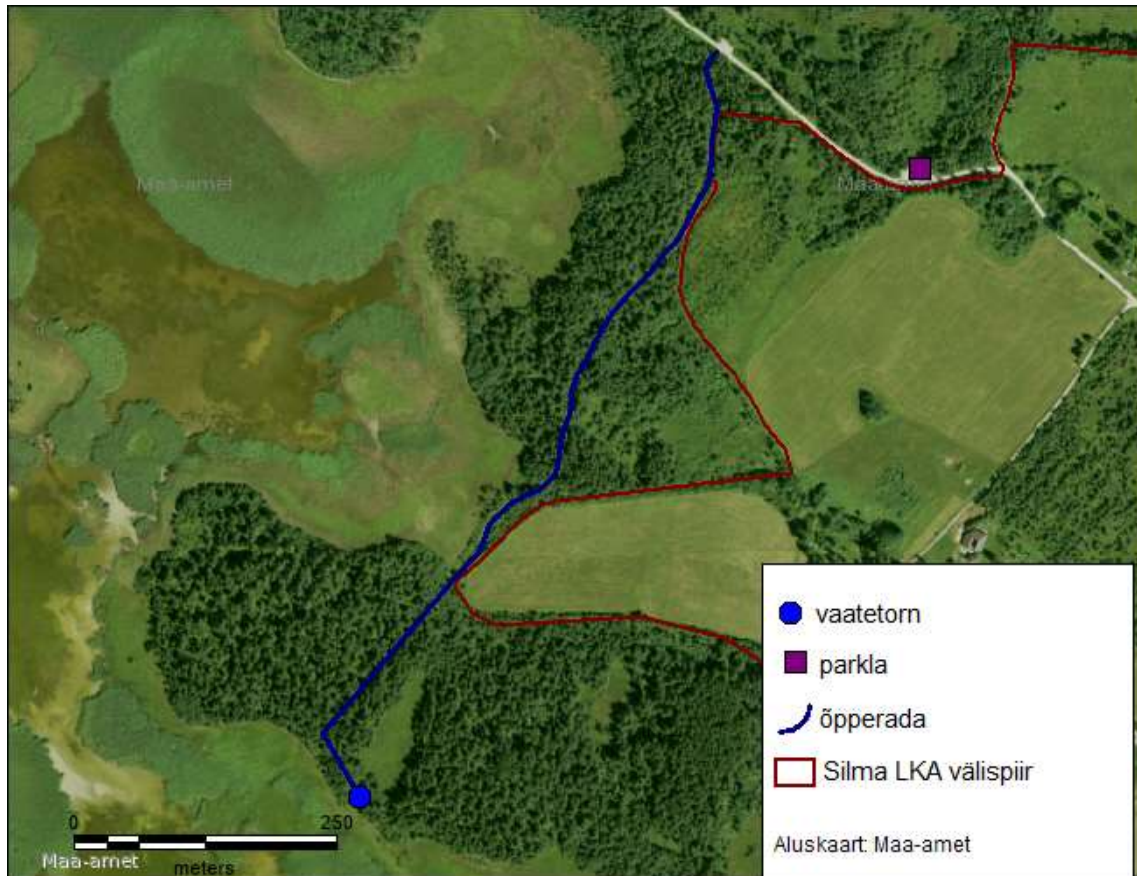 Maa-amet
vaatetorn
parkla
õpperada
Silma LKA välispiir
0
250
Maa-amet
meters
Aluskaart: Maa-amet